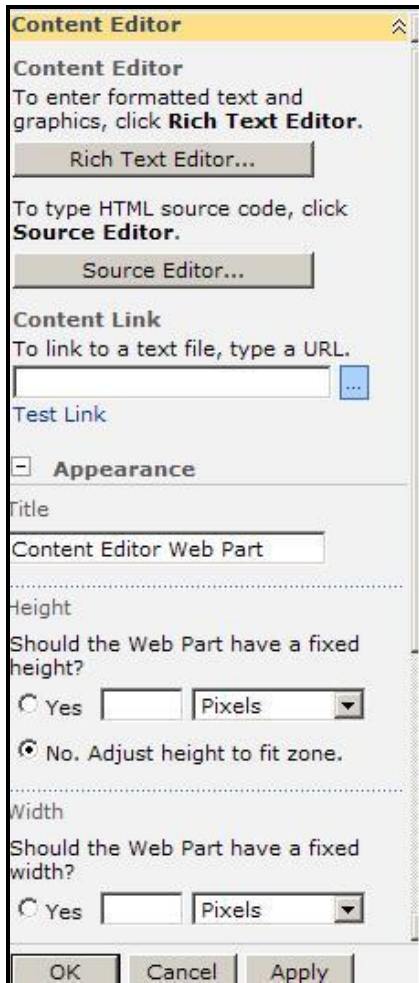 Content Editor
Content Editor
To enter formatted text and
graphics, click Rich Text Editor.
Rich Text Editor...
To type HTML source code, click
Source Editor.
Source Editor...
Content Link
To link to a text file, type a URL.
...
Test Link
Appearance
Title
Content Editor Web Part
Height
Should the Web Part have a fixed
height?
Yes Pixels
No. Adjust height to fit zone.
Width
Should the Web Part have a fixed
width?
Yes Pixels
OK Cancel Apply